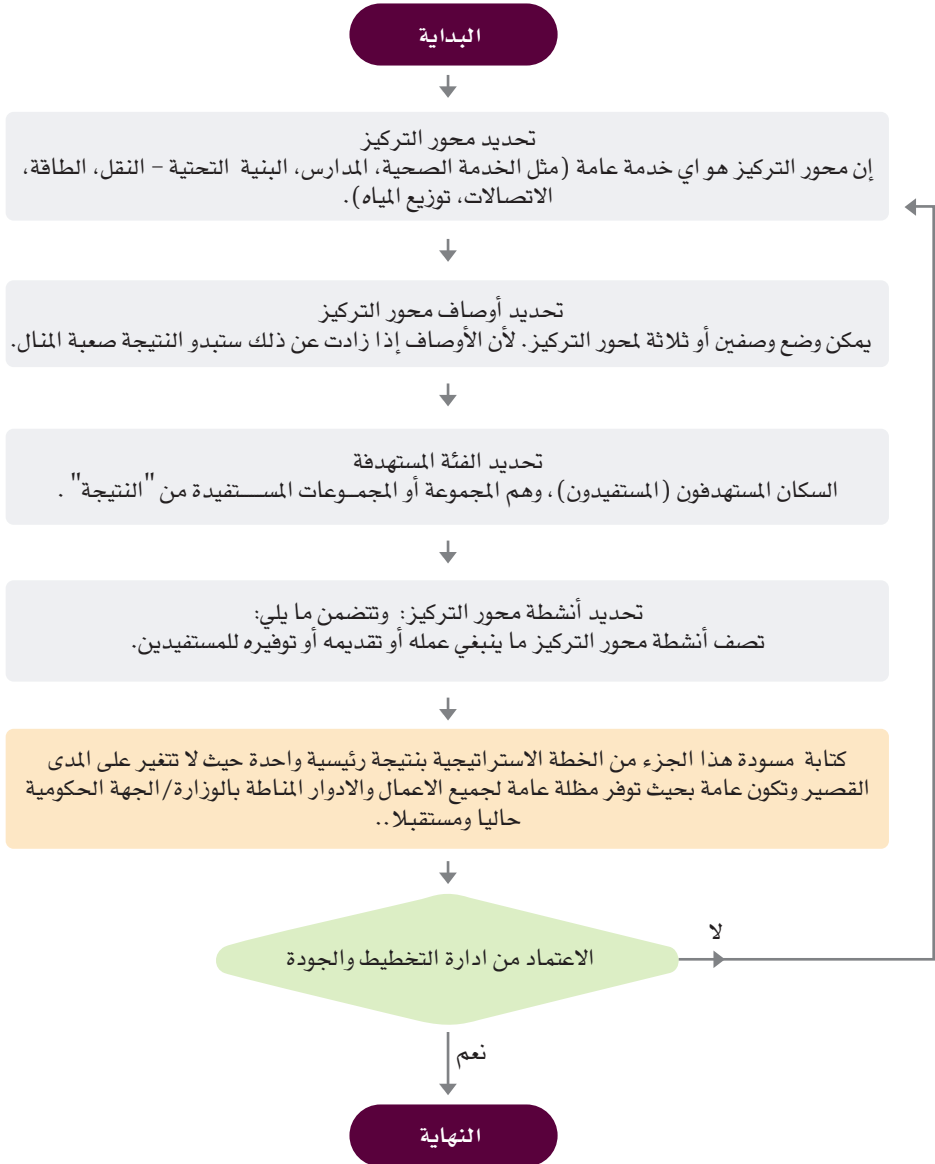 البداية
تحديد محور التركيز
إن محور التركيز هو اي خدمة عامة (مثل الخدمة الصحية، المدارس، البنية التحتية – النقل، الطاقة،
الاتصالات، توزيع المياه).
تحديد أوصاف محور التركيز
يمكن وضع وصفين أو ثلاثة لمحور التركيز. لأن الأوصاف إذا زادت عن ذلك ستبدو النتيجة صعبة المنال.
تحديد الفئة المستهدفة
السكان المستهدفون (المستفيدون)، وهم المجموعة أو المجموعات المستفيدة من "النتيجة" .
تحديد أنشطة محور التركيز: وتتضمن ما يلي:
تصف أنشطة محور التركيز ما ينبغي عمله أو تقديمه أو توفيره للمستفيدين.
كتابة مسودة هذا الجزء من الخطة الاستراتيجية بنتيجة رئيسية واحدة حيث لا تتغير على المدى
القصير وتكون عامة بحيث توفر مظلة عامة لجميع الاعمال والادوار المناطة بالوزارة/الجهة الحكومية
حاليا ومستقبلا..
الاعتماد من ادارة التخطيط والجودة
لا
نعم
النهاية